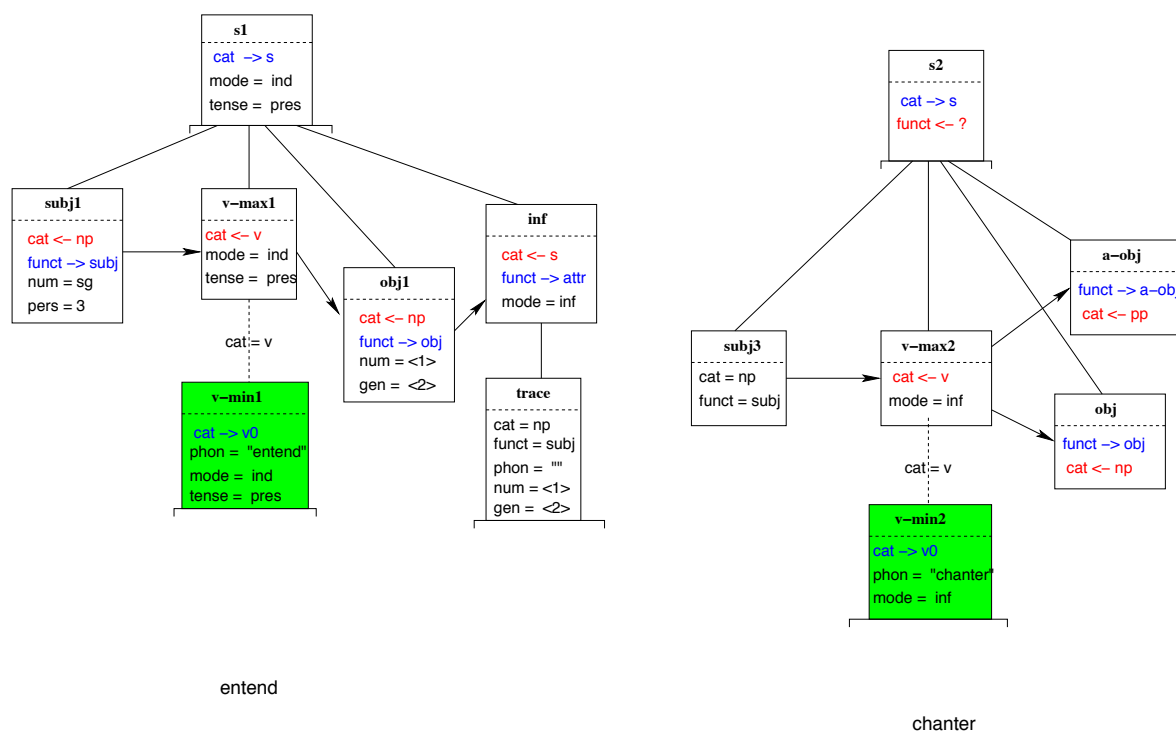 s1
cat -> s
mode = ind
tense = pres
subj1
cat <- np
funct -> subj
num = sg
pers = 3
v-max1
cat <- v
mode = ind
tense = pres
obj1
cat <- np
funct -> obj
num = <1>
gen = <2>
inf
cat <- s
funct -> attr
mode = inf
cat = v
v-min1
cat -> v0
phon = "entend"
mode = ind
tense = pres
trace
cat = np
funct = subj
phon = ""
num = <1>
gen = <2>
entend
s2
cat -> s
funct <- ?
subj3
cat = np
funct = subj
v-max2
cat <- v
mode = inf
a-obj
funct -> a-obj
cat <- pp
obj
funct -> obj
cat <- np
cat = v
v-min2
cat -> v0
phon = "chanter"
mode = inf
chanter